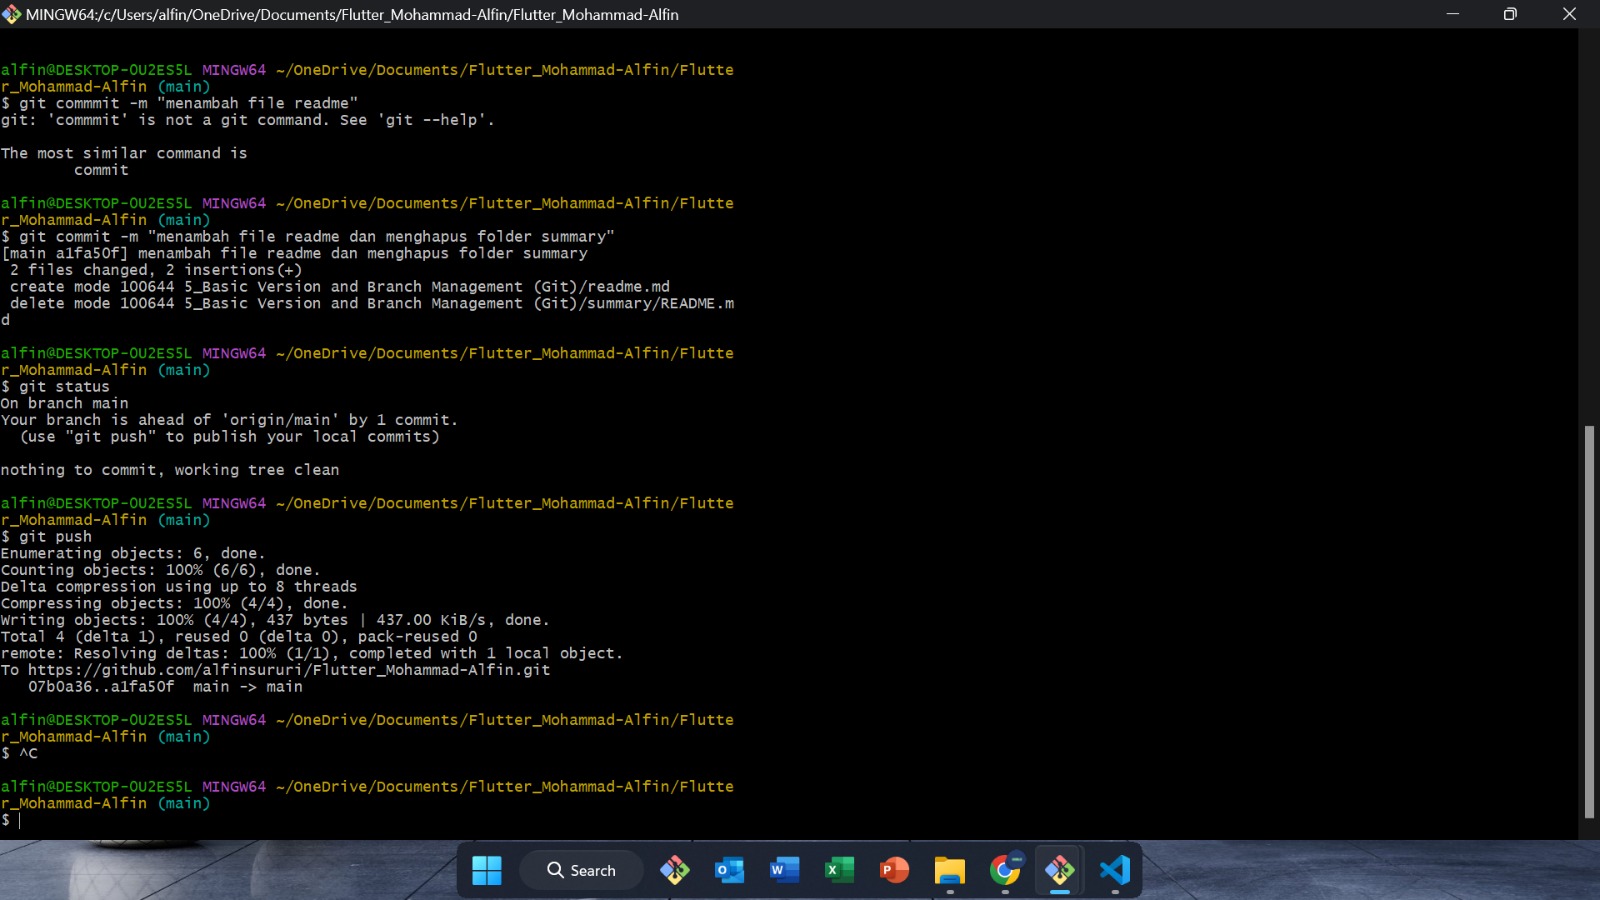 MINGW64:/c/Users/alfin/OneDrive/Documents/Flutter_Mohammad-Alfin/Flutter_Mohammad-Alfin
alfin@DESKTOP-OU2ES5L MINGW64 ~/OneDrive/Documents/Flutter_Mohammad-Alfin/Flutte
r_Mohammad-Alfin (main)
$ git commmit -m "menambah file readme"
git: 'commmit' is not a git command. See 'git --help'.
The most similar command is
commit
alfin@DESKTOP-OU2ES5L MINGW64 ~/OneDrive/Documents/Flutter_Mohammad-Alfin/Flutte
r_Mohammad-Alfin (main)
$ git commit -m "menambah file readme dan menghapus folder summary"
[main a1fa50f] menambah file readme dan menghapus folder summary
2 files changed, 2 insertions(+)
create mode 100644 5_Basic Version and Branch Management (Git)/readme.md
delete mode 100644 5_Basic Version and Branch Management (Git)/summary/README.m
d
alfin@DESKTOP-OU2ES5L MINGW64 ~/OneDrive/Documents/Flutter_Mohammad-Alfin/Flutte
r_Mohammad-Alfin (main)
$ git status
On branch main
Your branch is ahead of 'origin/main' by 1 commit.
(use "git push" to publish your local commits)
nothing to commit, working tree clean
alfin@DESKTOP-OU2ES5L MINGW64 ~/OneDrive/Documents/Flutter_Mohammad-Alfin/Flutte
r_Mohammad-Alfin (main)
$ git push
Enumerating objects: 6, done.
Counting objects: 100% (6/6), done.
Delta compression using up to 8 threads
Compressing objects: 100% (4/4), done.
Writing objects: 100% (4/4), 437 bytes | 437.00 KiB/s, done.
Total 4 (delta 1), reused 0 (delta 0), pack-reused 0
remote: Resolving deltas: 100% (1/1), completed with 1 local object.
To https://github.com/alfinsururi/Flutter_Mohammad-Alfin.git
07b0a36..a1fa50f  main -> main
alfin@DESKTOP-OU2ES5L MINGW64 ~/OneDrive/Documents/Flutter_Mohammad-Alfin/Flutte
r_Mohammad-Alfin (main)
$ ^C
alfin@DESKTOP-OU2ES5L MINGW64 ~/OneDrive/Documents/Flutter_Mohammad-Alfin/Flutte
r_Mohammad-Alfin (main)
$
Search